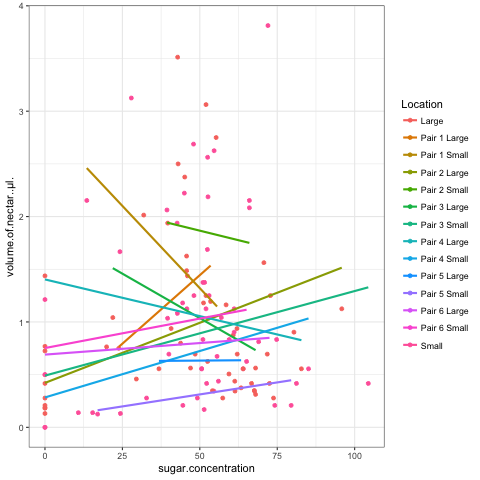 4
3
2
1
0
volume.of.nectar..µl.
0
25
50
75
100
sugar.concentration
Location
Large
Pair 1 Large
Pair 1 Small
Pair 2 Large
Pair 2 Small
Pair 3 Large
Pair 3 Small
Pair 4 Large
Pair 4 Small
Pair 5 Large
Pair 5 Small
Pair 6 Large
Pair 6 Small
Small